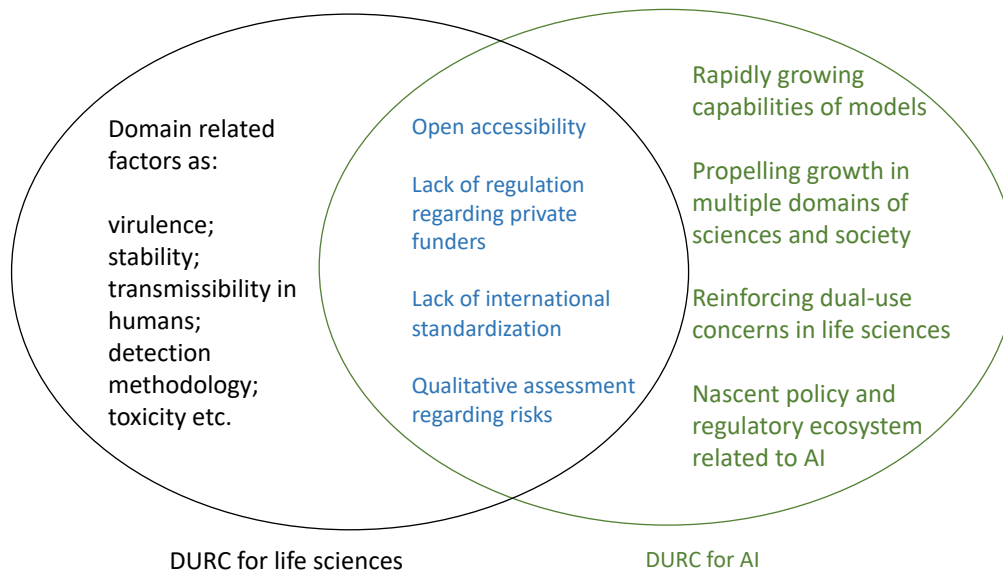 Domain related
factors as:
virulence;
stability;
transmissibility in
humans;
detection
methodology;
toxicity etc.
Open accessibility
Lack of regulation
regarding private
funders
Lack of international
standardization
Qualitative assessment
regarding risks
Rapidly growing
capabilities of models
Propelling growth in
multiple domains of
sciences and society
Reinforcing dual-use
concerns in life sciences
Nascent policy and
regulatory ecosystem
related to AI
DURC for life sciences
DURC for AI